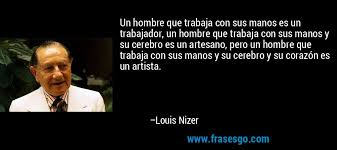 Un hombre que trabaja con sus manos es un
trabajador, un hombre que trabaja con sus manos y
su cerebro es un artesano, pero un hombre que
trabaja con sus manos y su cerebro y su corazón es
un artista.
–Louis Nizer
www.frasesgo.com